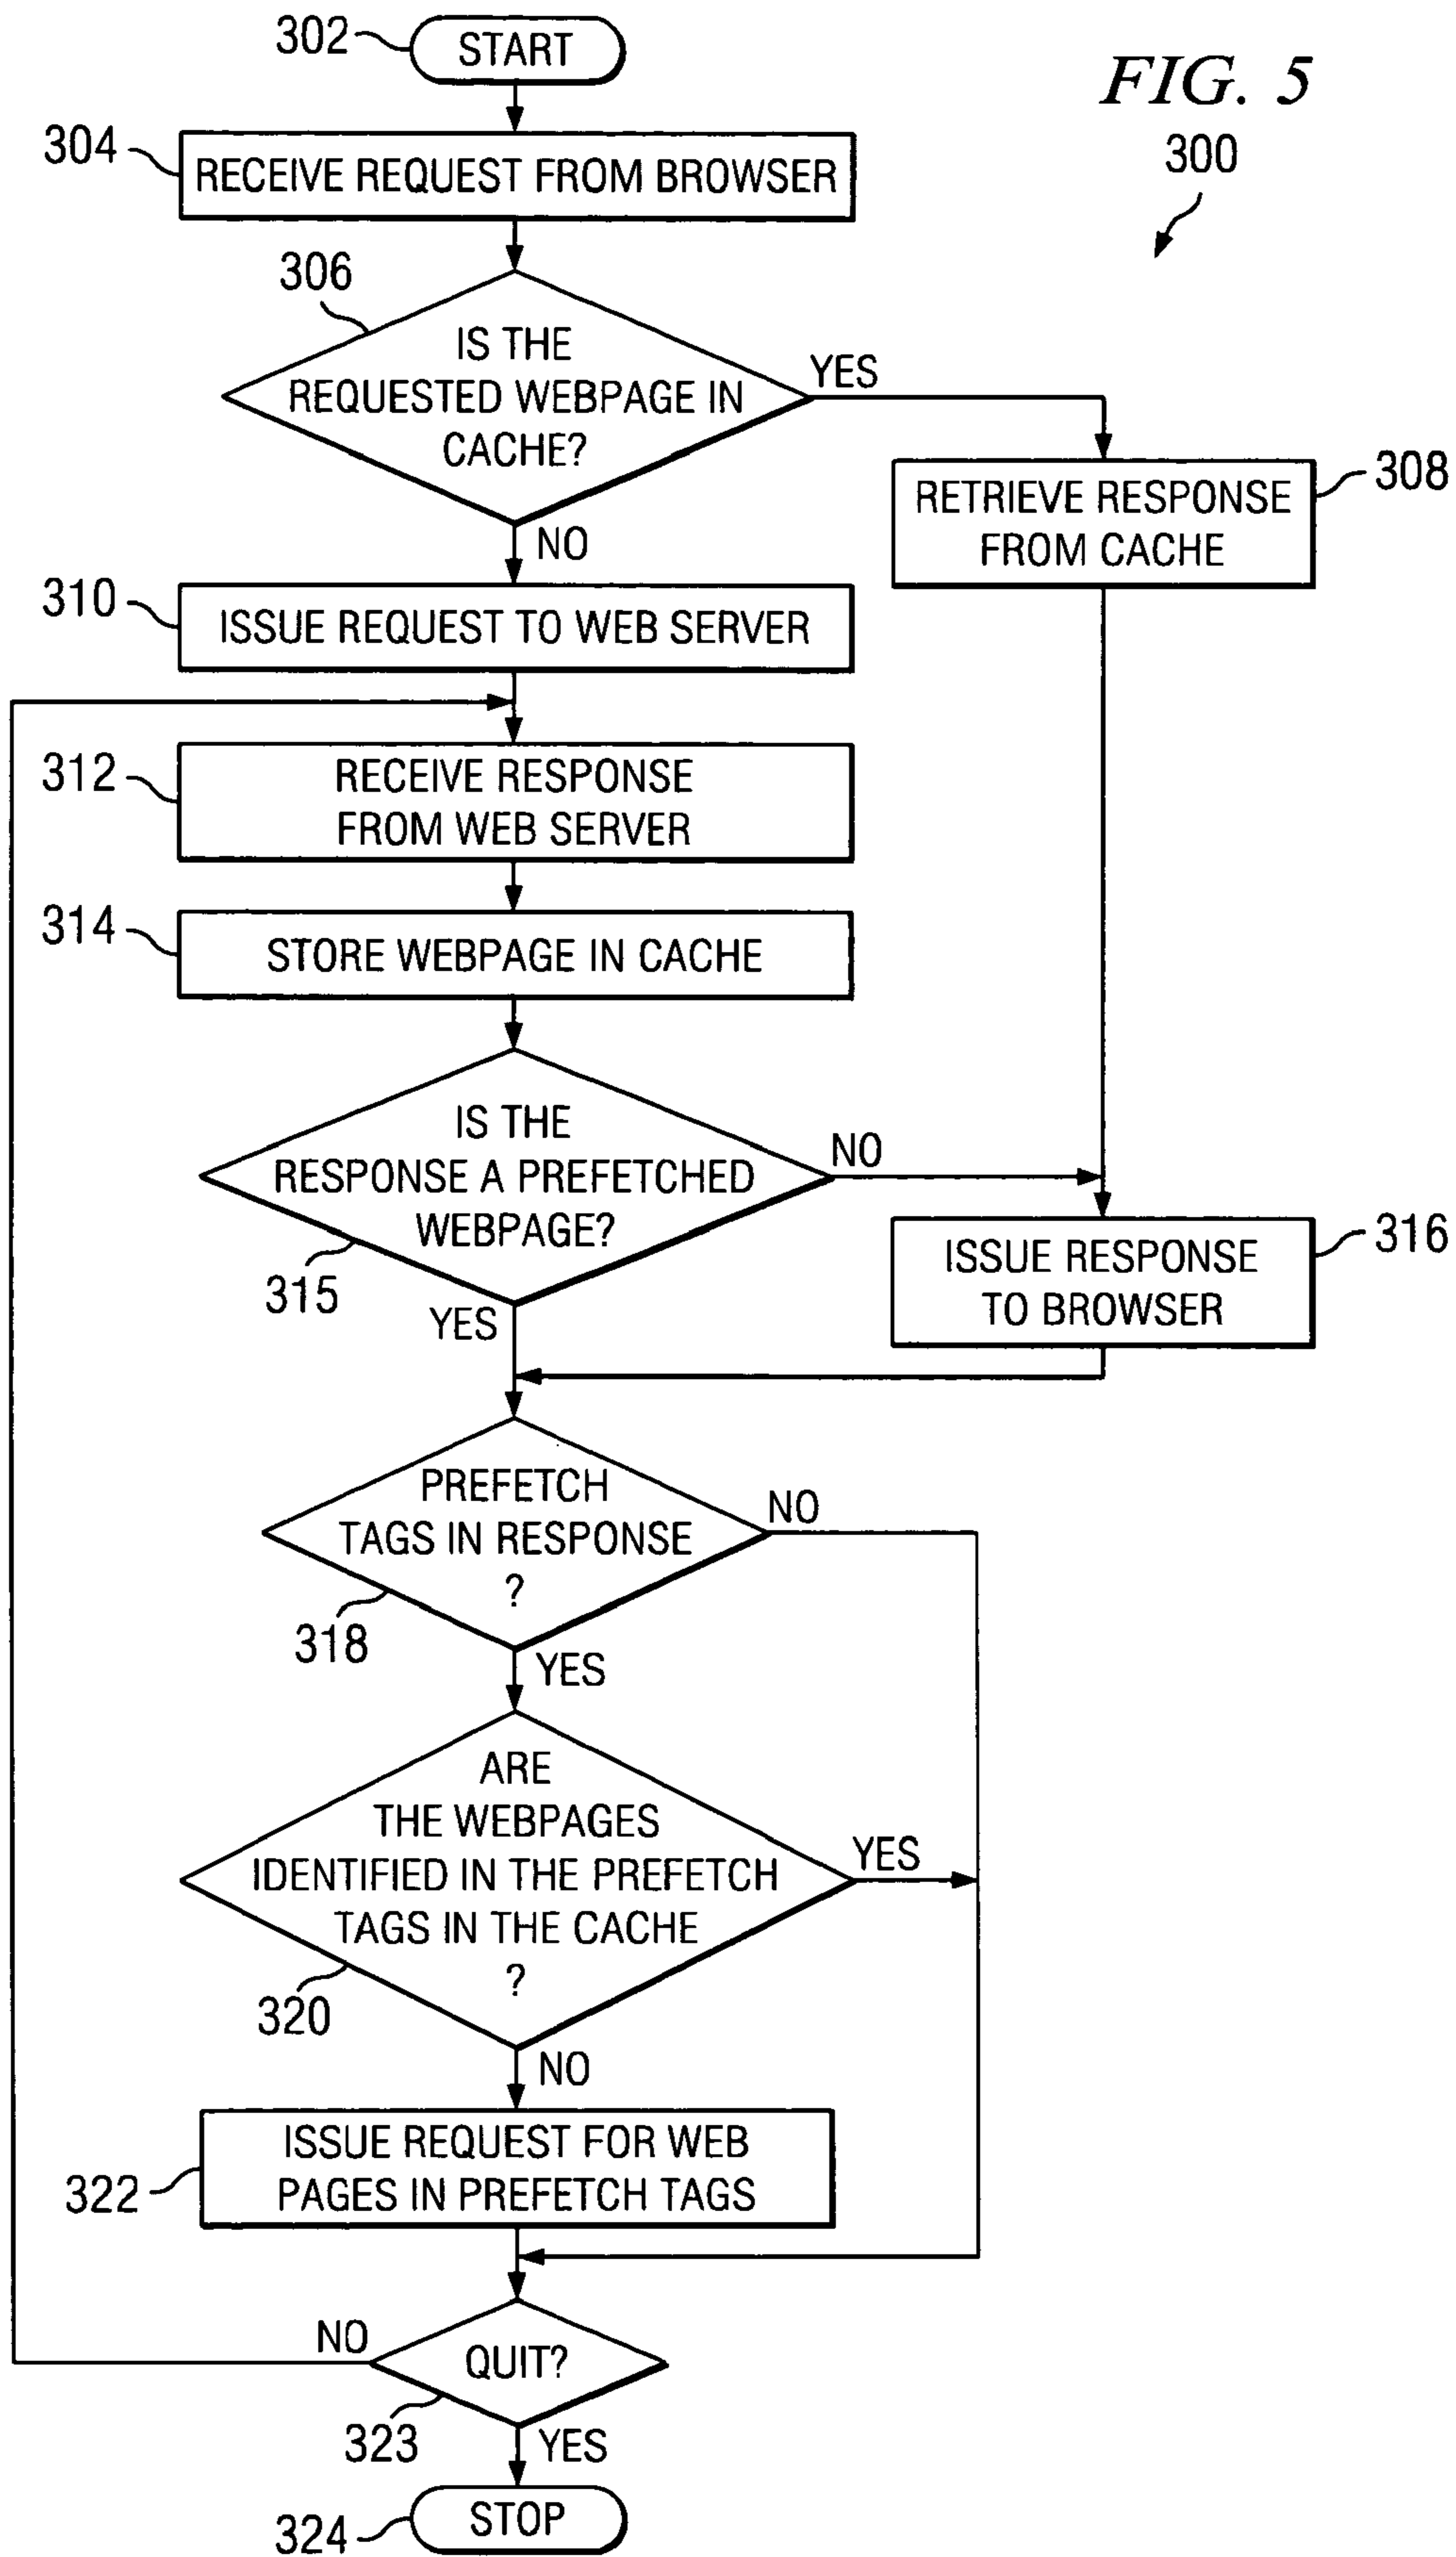 302
START
FIG. 5
300
304
RECEIVE REQUEST FROM BROWSER
306
IS THE
REQUESTED WEBPAGE IN
CACHE?
YES
NO
308
RETRIEVE RESPONSE
FROM CACHE
310
ISSUE REQUEST TO WEB SERVER
312
RECEIVE RESPONSE
FROM WEB SERVER
314
STORE WEBPAGE IN CACHE
IS THE
RESPONSE A PREFETCHED
WEBPAGE?
NO
315
YES
316
ISSUE RESPONSE
TO BROWSER
PREFETCH
TAGS IN RESPONSE
?
NO
318
YES
ARE
THE WEBPAGES
IDENTIFIED IN THE PREFETCH
TAGS IN THE CACHE
?
YES
320
NO
322
ISSUE REQUEST FOR WEB
PAGES IN PREFETCH TAGS
NO
QUIT?
323
YES
324
STOP